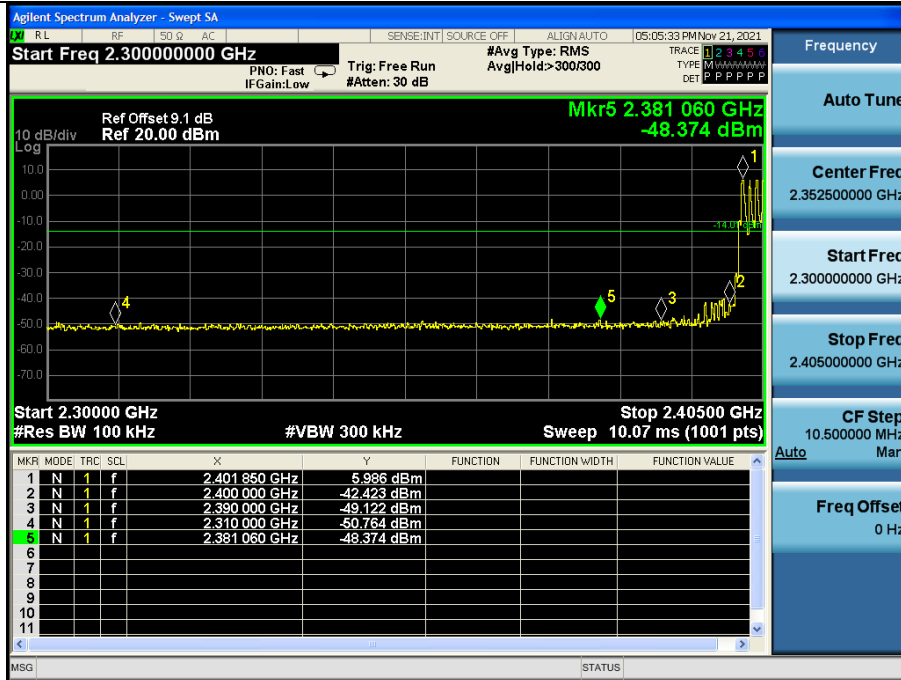 Agilent Spectrum Analyzer - Swept SA
LXI RL RF 50 Ω AC SENSE:INT SOURCE OFF ALIGN AUTO 05:05:33 PM Nov 21, 2021
Start Freq 2.300000000 GHz
PNO: Fast
IFGain:Low
Trig: Free Run
#Atten: 30 dB
#Avg Type: RMS
Avg|Hold:>300/300
TRACE 1 2 3 4 5 6
TYPE M WWWWW
DET P P P P P P
Mkr5 2.381 060 GHz
-48.374 dBm
Ref Offset 9.1 dB
10 dB/div Ref 20.00 dBm
Log
10.0
0.00
-10.0
-20.0
-30.0
-40.0
-50.0
-60.0
-70.0
1
2
3
4
5
Start 2.30000 GHz Stop 2.40500 GHz
#Res BW 100 kHz #VBW 300 kHz Sweep 10.07 ms (1001 pts)
MKR MODE TRC SCL X Y FUNCTION FUNCTION WIDTH FUNCTION VALUE
1 N 1 f 2.401 850 GHz 5.986 dBm
2 N 1 f 2.400 000 GHz -42.423 dBm
3 N 1 f 2.390 000 GHz -49.122 dBm
4 N 1 f 2.310 000 GHz -50.764 dBm
5 N 1 f 2.381 060 GHz -48.374 dBm
6
7
8
9
10
11
MSG STATUS
Frequency
Auto Tune
Center Freq
2.352500000 GHz
Start Freq
2.300000000 GHz
Stop Freq
2.405000000 GHz
CF Step
10.500000 MHz
Auto Man
Freq Offset
0 Hz